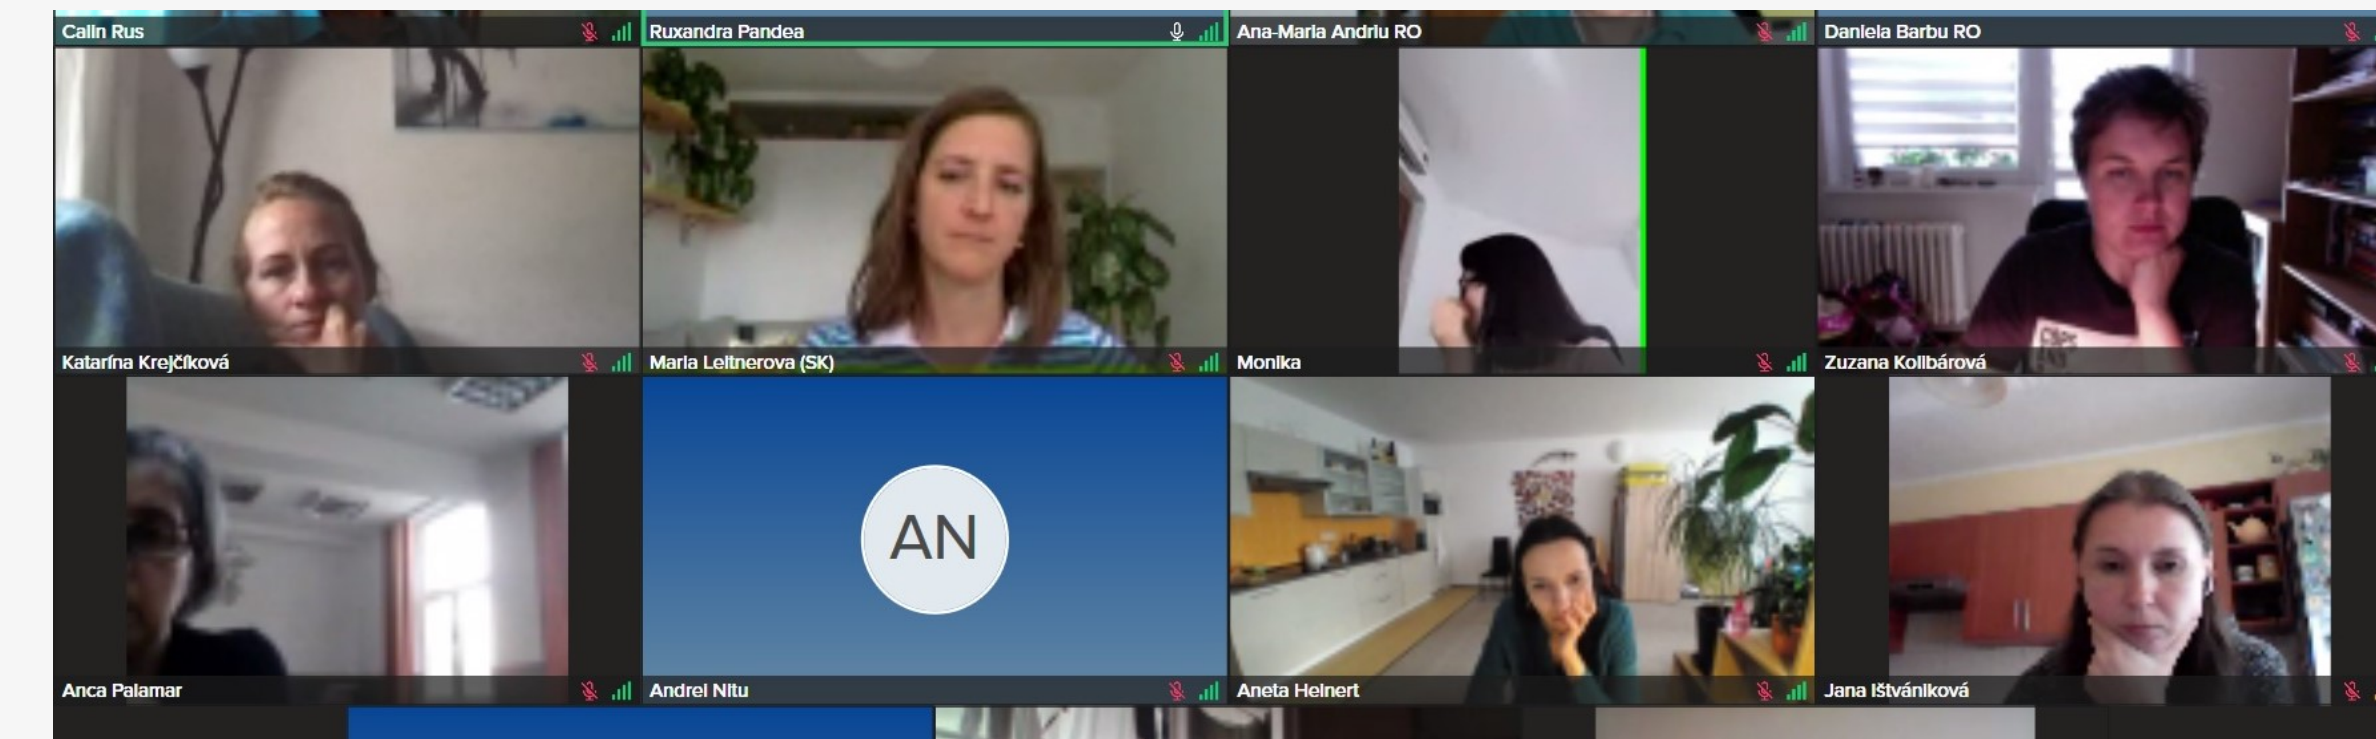 Calin Rus
Ruxandra Pandea
Ana-Maria Andriu RO
Daniela Barbu RO
Katarína Krejčíková
Maria Leitnerova (SK)
Monika
Zuzana Kolibárová
Anca Palamar
AN
Andrei Nitu
Aneta Heinert
Jana Ištvániková